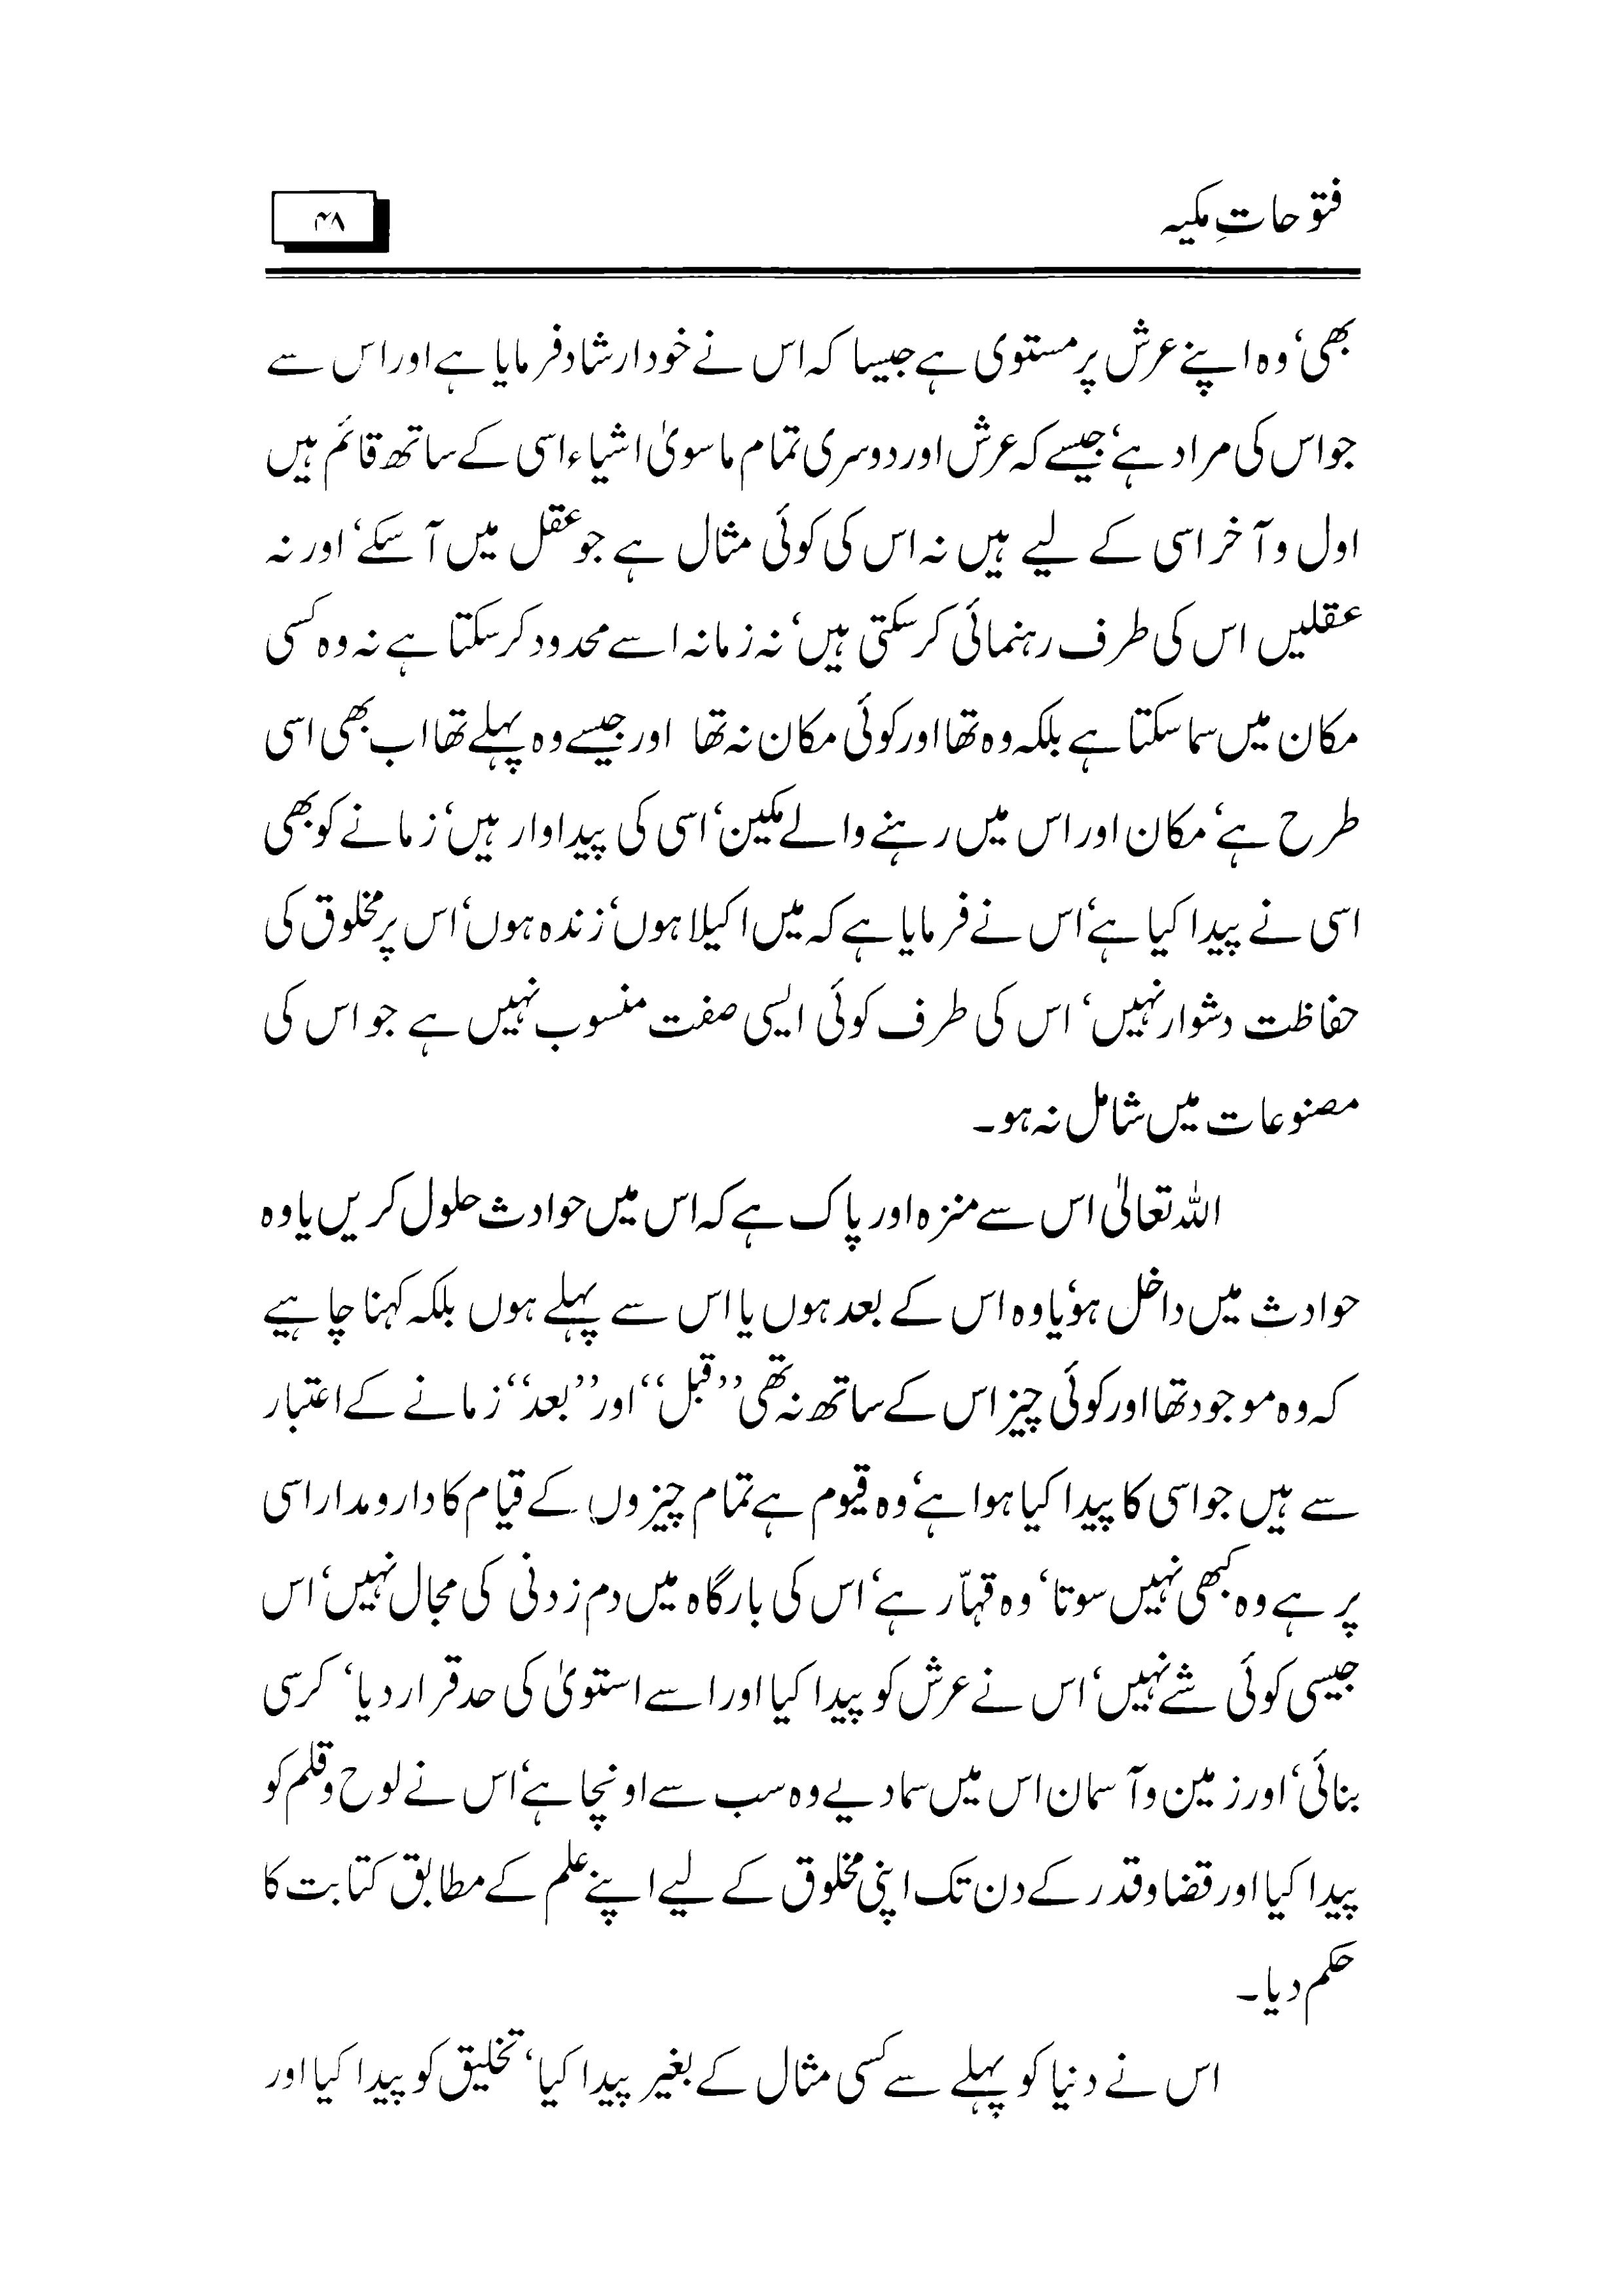 فتوحاتِ مکیہ
۴۸
بھی‘ وہ اپنے عرش پر مستوی ہے جیسا کہ اس نے خود ارشاد فرمایا ہے اور اس سے
جو اس کی مراد ہے‘ جیسے کہ عرش اور دوسری تمام ماسویٰ اشیاء اسی کے ساتھ قائم ہیں
اول و آخر اسی کے لیے ہیں نہ اس کی کوئی مثال ہے جو عقل میں آ سکے‘ اور نہ
عقلیں اس کی طرف رہنمائی کر سکتی ہیں‘ نہ زمانہ اسے محدود کر سکتا ہے نہ وہ کسی
مکان میں سما سکتا ہے بلکہ وہ تھا اور کوئی مکان نہ تھا اور جیسے وہ پہلے تھا اب بھی اسی
طرح ہے‘ مکان اور اس میں رہنے والے مکین‘ اسی کی پیداوار ہیں‘ زمانے کو بھی
اسی نے پیدا کیا ہے‘ اس نے فرمایا ہے کہ میں اکیلا ہوں‘ زندہ ہوں‘ اس پر مخلوق کی
حفاظت دشوار نہیں‘ اس کی طرف کوئی ایسی صفت منسوب نہیں ہے جو اس کی
مصنوعات میں شامل نہ ہو۔
اللہ تعالٰی اس سے منزہ اور پاک ہے کہ اس میں حوادث حلول کریں یا وہ
حوادث میں داخل ہو‘ یا وہ اس کے بعد ہوں یا اس سے پہلے ہوں بلکہ کہنا چاہیے
کہ وہ موجود تھا اور کوئی چیز اس کے ساتھ نہ تھی ’’قبل‘‘ اور ’’بعد‘‘ زمانے کے اعتبار
سے ہیں جو اسی کا پیدا کیا ہوا ہے‘ وہ قیوم ہے تمام چیزوں کے قیام کا دارومدار اسی
پر ہے وہ کبھی نہیں سوتا‘ وہ قہاّر ہے‘ اس کی بارگاہ میں دم زدنی کی مجال نہیں‘ اس
جیسی کوئی شے نہیں‘ اس نے عرش کو پیدا کیا اور اسے استویٰ کی حد قرار دیا‘ کرسی
بنائی‘ اور زمین و آسمان اس میں سما دیے وہ سب سے اونچا ہے‘ اس نے لوح و قلم کو
پیدا کیا اور قضا و قدر کے دن تک اپنی مخلوق کے لیے اپنے علم کے مطابق کتابت کا
حکم دیا۔
اس نے دنیا کو پہلے سے کسی مثال کے بغیر پیدا کیا‘ تخلیق کو پیدا کیا اور